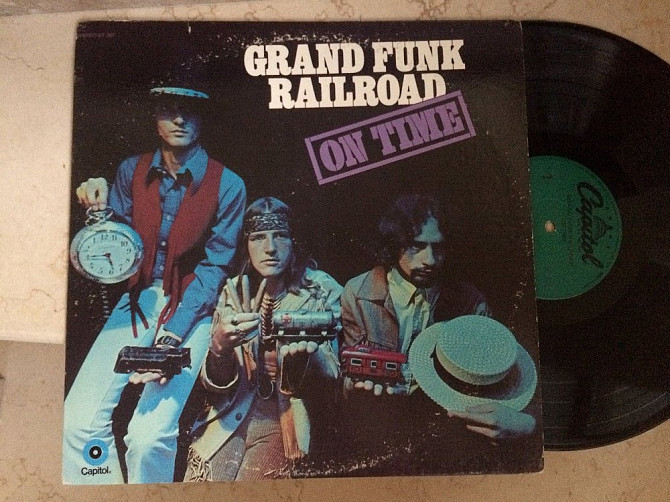 GRAND FUNK
RAILROAD
ON TIME
Capitol
Capitol